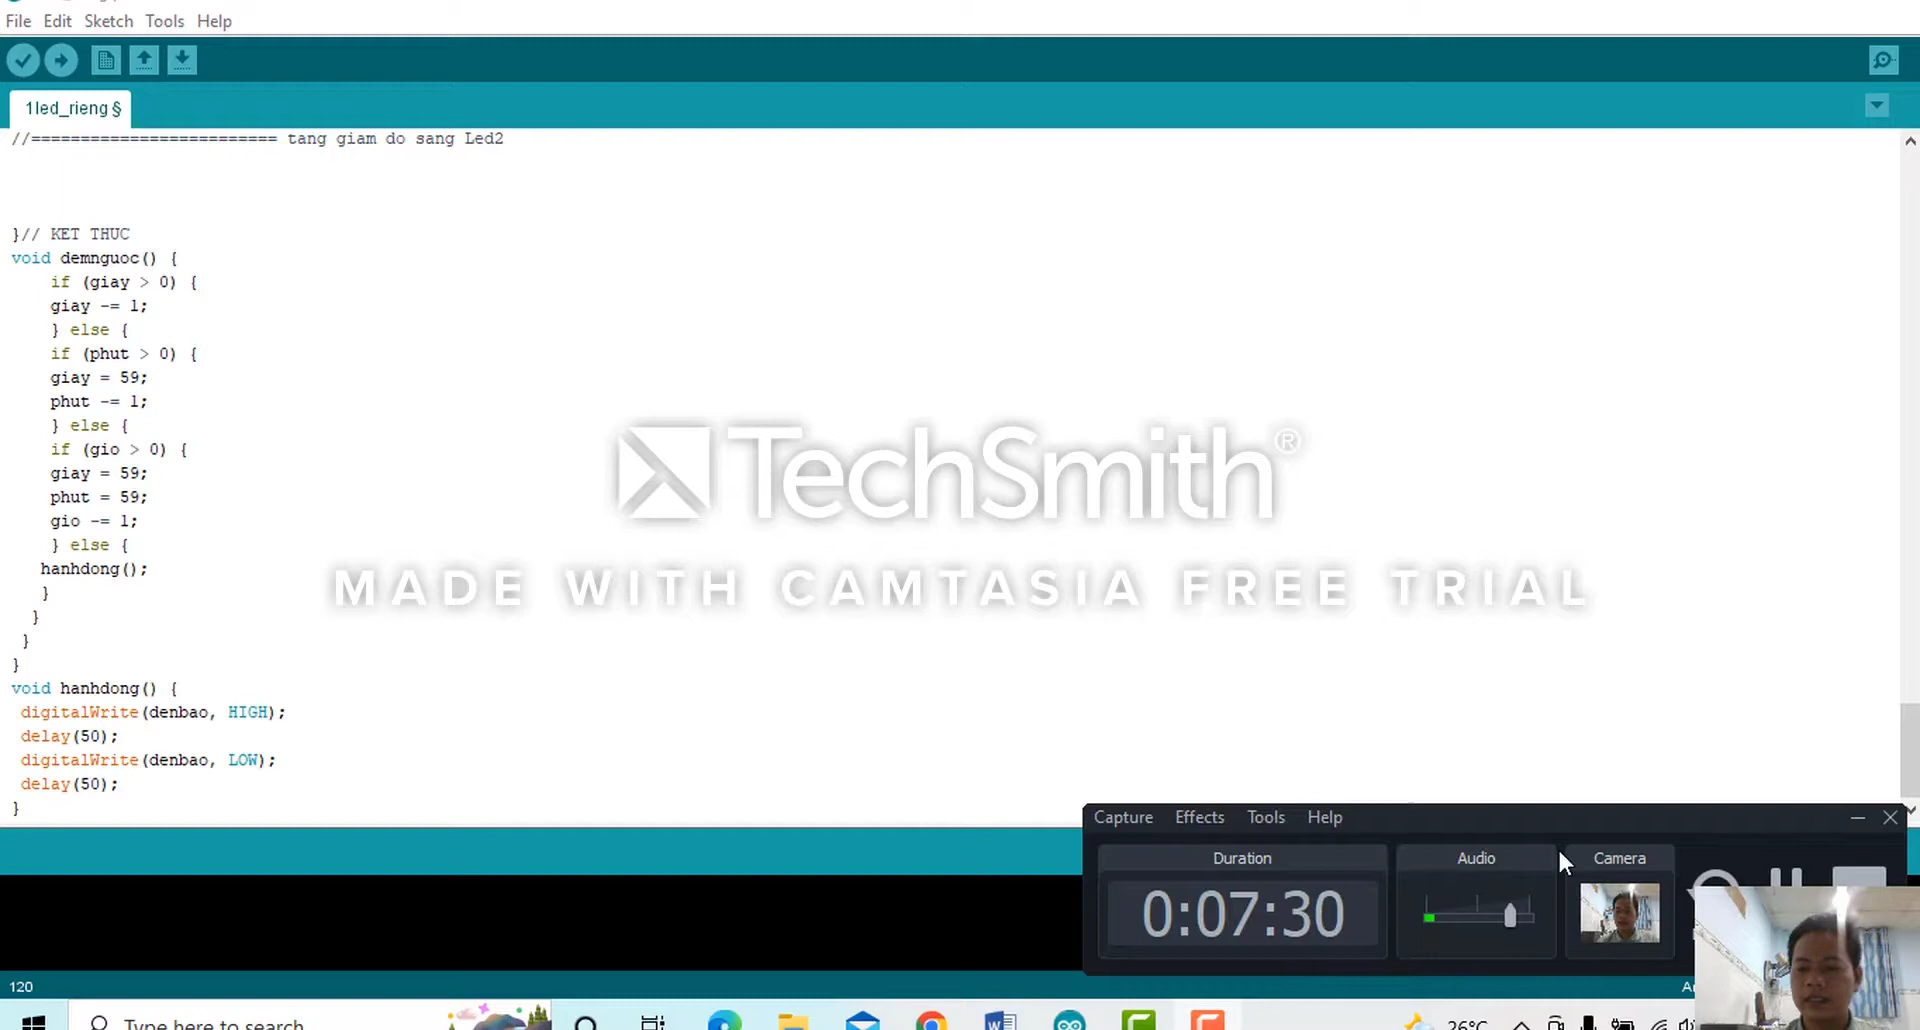 File Edit Sketch Tools Help
1led_rieng §
//========================= tang giam do sang Led2
}// KET THUC
void demnguoc() {
if (giay > 0) {
giay -= 1;
} else {
if (phut > 0) {
giay = 59;
phut -= 1;
} else {
if (gio > 0) {
giay = 59;
phut = 59;
gio -= 1;
} else {
hanhdong();
}
}
}
}
void hanhdong() {
digitalWrite(denbao, HIGH);
delay(50);
digitalWrite(denbao, LOW);
delay(50);
}
TechSmith®
MADE WITH CAMTASIA FREE TRIAL
Capture Effects Tools Help
Duration Audio Camera
0:07:30
120
Type here to search
26°C